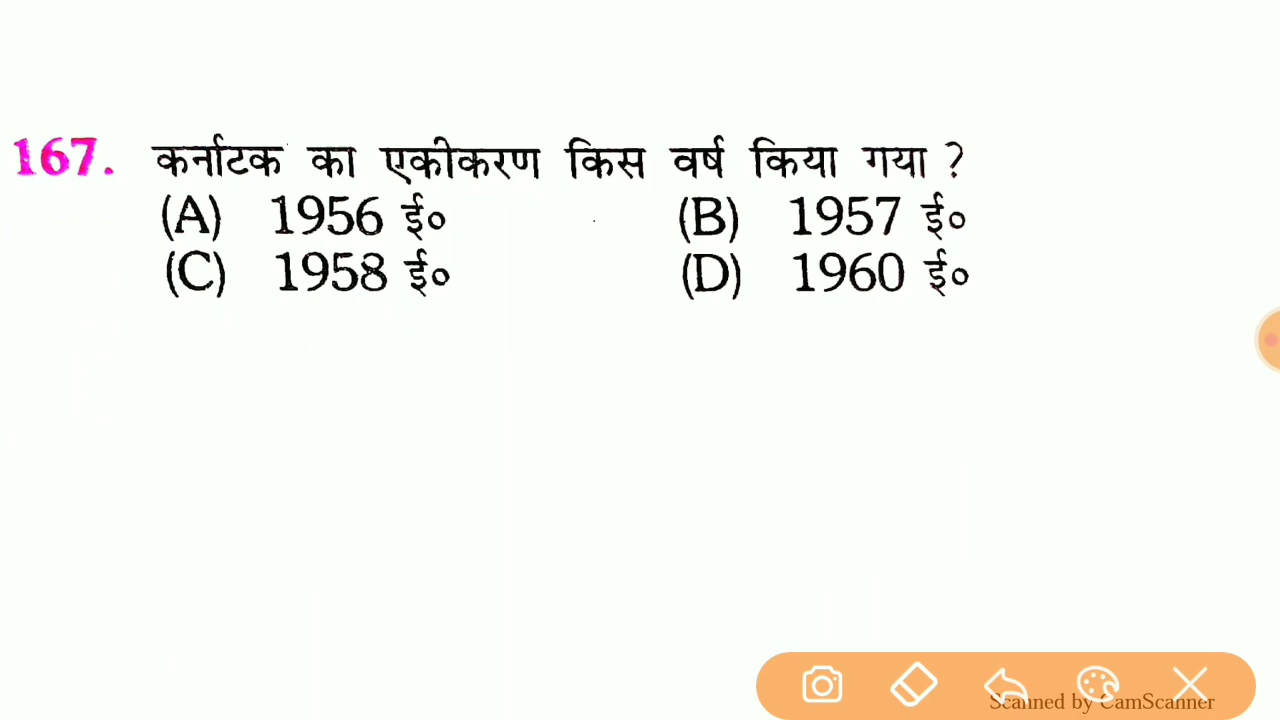 167. कर्नाटक का एकीकरण किस वर्ष किया गया ?
(A) 1956 ई० (B) 1957 ई०
(C) 1958 ई० (D) 1960 ई०
Scanned by CamScanner